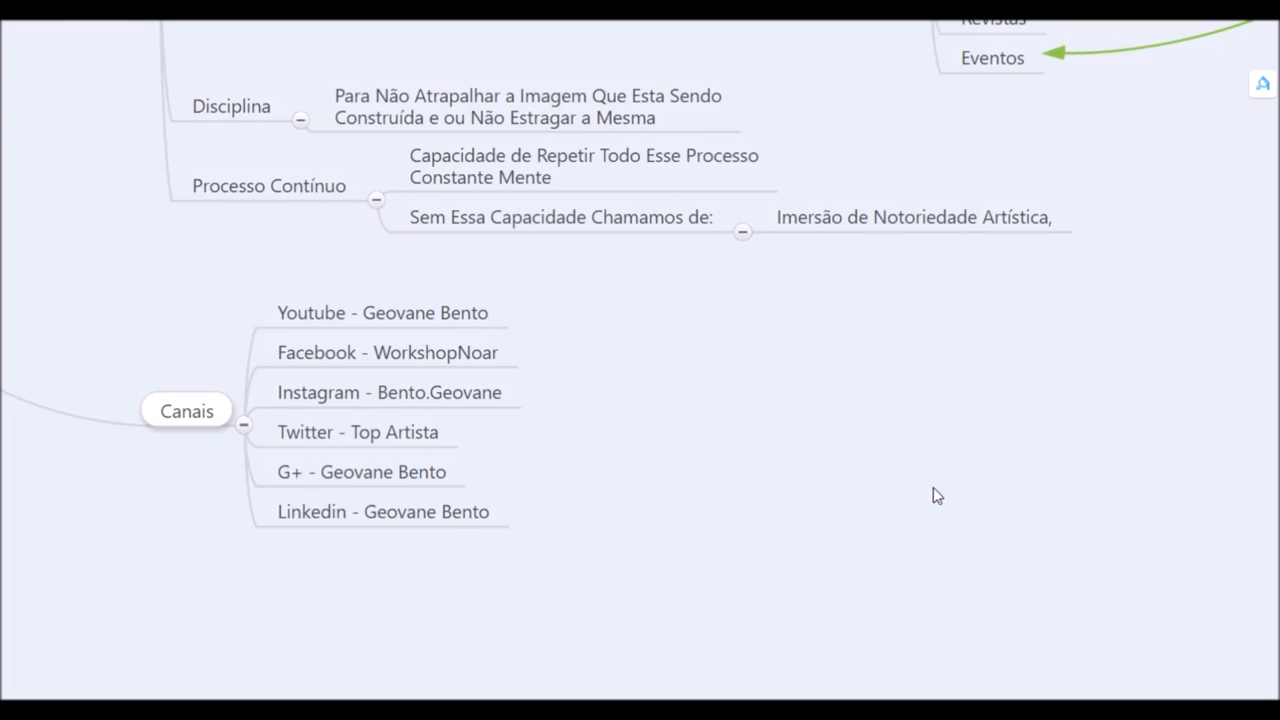 Revistas
Eventos
Disciplina
Para Não Atrapalhar a Imagem Que Esta Sendo
Construída e ou Não Estragar a Mesma
Processo Contínuo
Capacidade de Repetir Todo Esse Processo
Constante Mente
Sem Essa Capacidade Chamamos de:
Imersão de Notoriedade Artística,
Canais
Youtube - Geovane Bento
Facebook - WorkshopNoar
Instagram - Bento.Geovane
Twitter - Top Artista
G+ - Geovane Bento
Linkedin - Geovane Bento